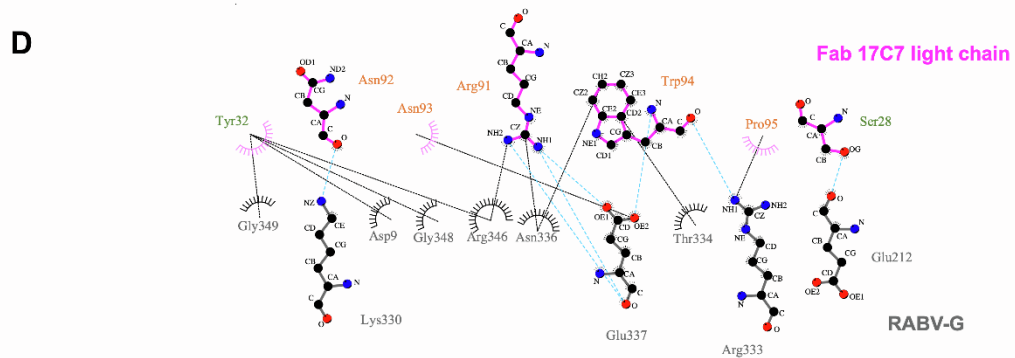 D
Fab 17C7 light chain
O
C
CA
N
CB
CG
CD
NE
CZ
NH2
NH1
Arg91
OD1
ND2
CG
CB
N
CA
C
O
Asn92
Asn93
Tyr32
CH2
CZ3
CZ2
CE3
CE2
CD2
NE1
CG
CD1
N
CA
C
O
CB
Trp94
Pro95
O
C
N
CA
CB
OG
Ser28
Gly349
NZ
CE
CD
CG
CB
CA
N
C
O
Lys330
Asp9
Gly348
Arg346
Asn336
OE1
CD
OE2
CG
CB
N
CA
C
O
Glu337
Thr334
NH1
CZ
NH2
NE
CD
CG
CB
N
CA
C
O
Arg333
O
C
CA
N
CB
CG
CD
OE2
OE1
Glu212
RABV-G